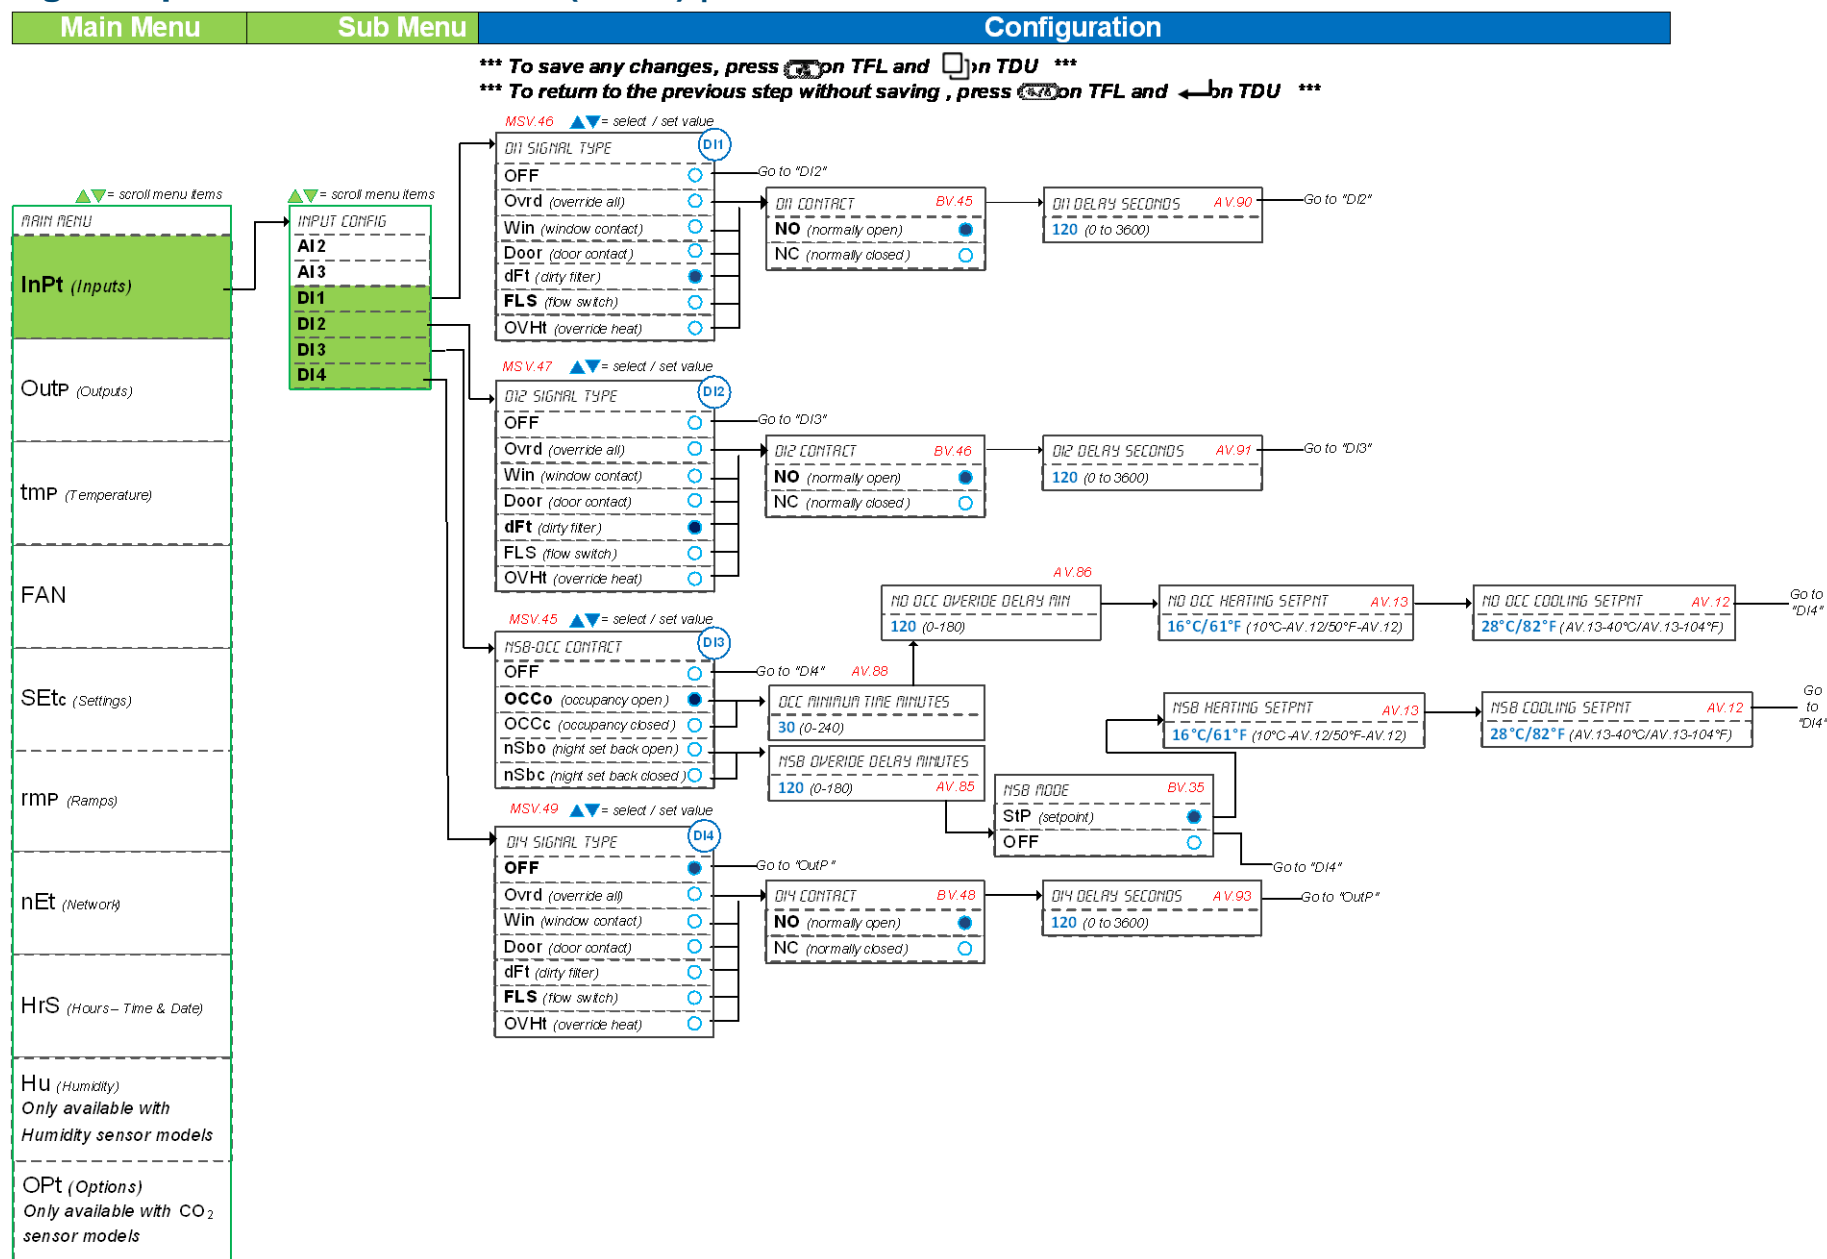 Main Menu
Sub Menu
Configuration
*** To save any changes, press on TFL and on TDU ***
*** To return to the previous step without saving , press on TFL and on TDU ***
= scroll menu items
MAIN MENU
InPt (Inputs)
OutP (Outputs)
tmP (Temperature)
FAN
SEtc (Settings)
rmP (Ramps)
nEt (Network)
HrS (Hours – Time & Date)
Hu (Humidity)
Only available with
Humidity sensor models
OPt (Options)
Only available with CO2
sensor models
= scroll menu items
INPUT CONFIG
AI2
AI3
DI1
DI2
DI3
DI4
MSV.46 = select / set value
DI1 SIGNAL TYPE
DI1
OFF
Go to "DI2"
Ovrd (override all)
Win (window contact)
Door (door contact)
dFt (dirty filter)
FLS (flow switch)
OVHt (override heat)
DI1 CONTACT BV.45
NO (normally open)
NC (normally closed)
DI1 DELAY SECONDS AV.90
120 (0 to 3600)
Go to "DI2"
MSV.47 = select / set value
DI2 SIGNAL TYPE
DI2
OFF
Go to "DI3"
Ovrd (override all)
Win (window contact)
Door (door contact)
dFt (dirty filter)
FLS (flow switch)
OVHt (override heat)
DI2 CONTACT BV.46
NO (normally open)
NC (normally closed)
DI2 DELAY SECONDS AV.91
120 (0 to 3600)
Go to "DI3"
MSV.45 = select / set value
NSB-OCC CONTACT
DI3
OFF
Go to "DI4"
OCCo (occupancy open)
OCCc (occupancy closed)
nSbo (night set back open)
nSbc (night set back closed)
AV.88
OCC MINIMUM TIME MINUTES
30 (0-240)
AV.86
NO OCC OVERIDE DELAY MIN
120 (0-180)
NO OCC HEATING SETPNT AV.13
16°C/61°F (10°C-AV.12/50°F-AV.12)
NO OCC COOLING SETPNT AV.12
28°C/82°F (AV.13-40°C/AV.13-104°F)
Go to
"DI4"
NSB OVERIDE DELAY MINUTES
120 (0-180) AV.85
NSB MODE BV.35
StP (setpoint)
OFF
Go to "DI4"
NSB HEATING SETPNT AV.13
16°C/61°F (10°C-AV.12/50°F-AV.12)
NSB COOLING SETPNT AV.12
28°C/82°F (AV.13-40°C/AV.13-104°F)
Go
to
"DI4"
MSV.49 = select / set value
DI4 SIGNAL TYPE
DI4
OFF
Go to "OutP"
Ovrd (override all)
Win (window contact)
Door (door contact)
dFt (dirty filter)
FLS (flow switch)
OVHt (override heat)
DI4 CONTACT BV.48
NO (normally open)
NC (normally closed)
DI4 DELAY SECONDS AV.93
120 (0 to 3600)
Go to "OutP"